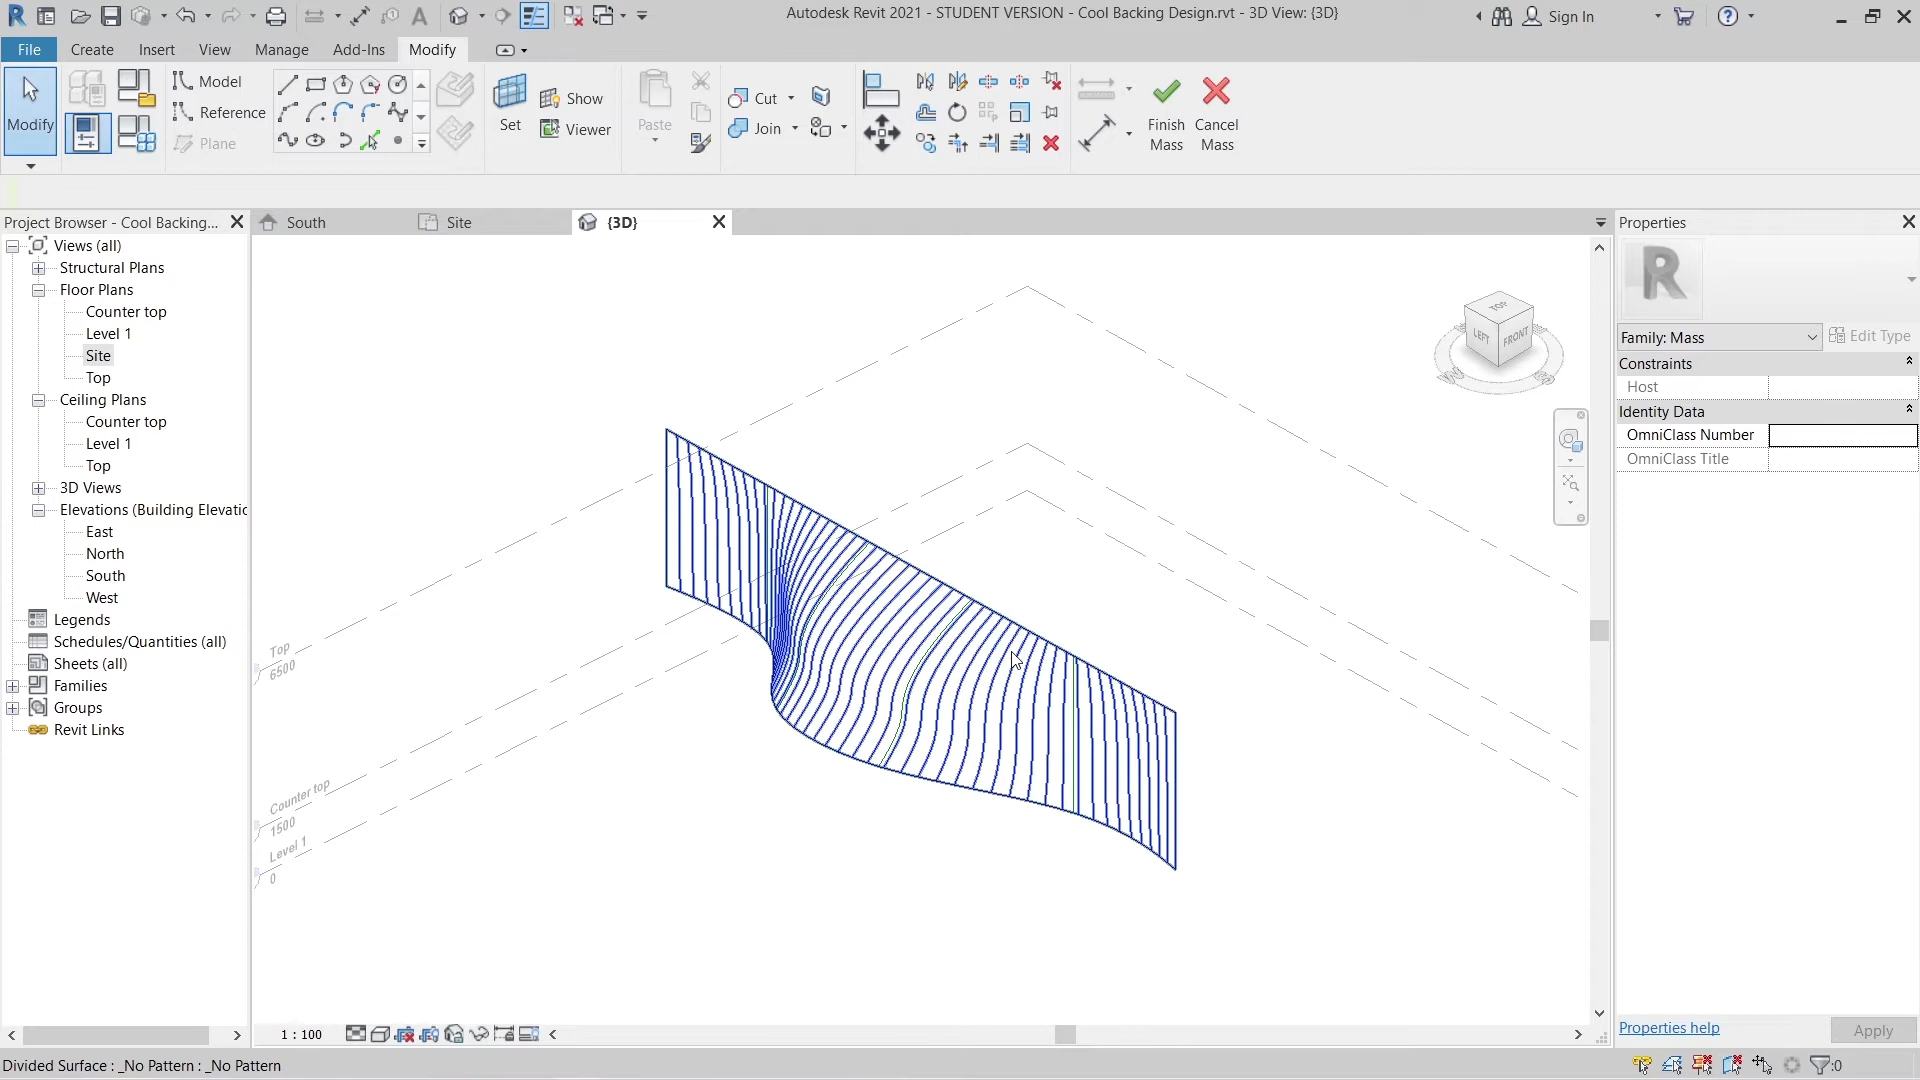 Autodesk Revit 2021 - STUDENT VERSION - Cool Backing Design.rvt - 3D View: {3D}
Sign In
File
Create
Insert
View
Manage
Add-Ins
Modify
Modify
Model
Reference
Plane
Set
Show
Viewer
Paste
Cut
Join
Finish Mass
Cancel Mass
Project Browser - Cool Backing...
South
Site
{3D}
Properties
Views (all)
Structural Plans
Floor Plans
Counter top
Level 1
Site
Top
Ceiling Plans
Counter top
Level 1
Top
3D Views
Elevations (Building Elevatic
East
North
South
West
Legends
Schedules/Quantities (all)
Sheets (all)
Families
Groups
Revit Links
Top
6500
Counter top
1500
Level 1
0
TOP
LEFT
FRONT
W
S
Family: Mass
Edit Type
Constraints
Host
Identity Data
OmniClass Number
OmniClass Title
Properties help
Apply
1 : 100
Divided Surface : _No Pattern : _No Pattern
:0